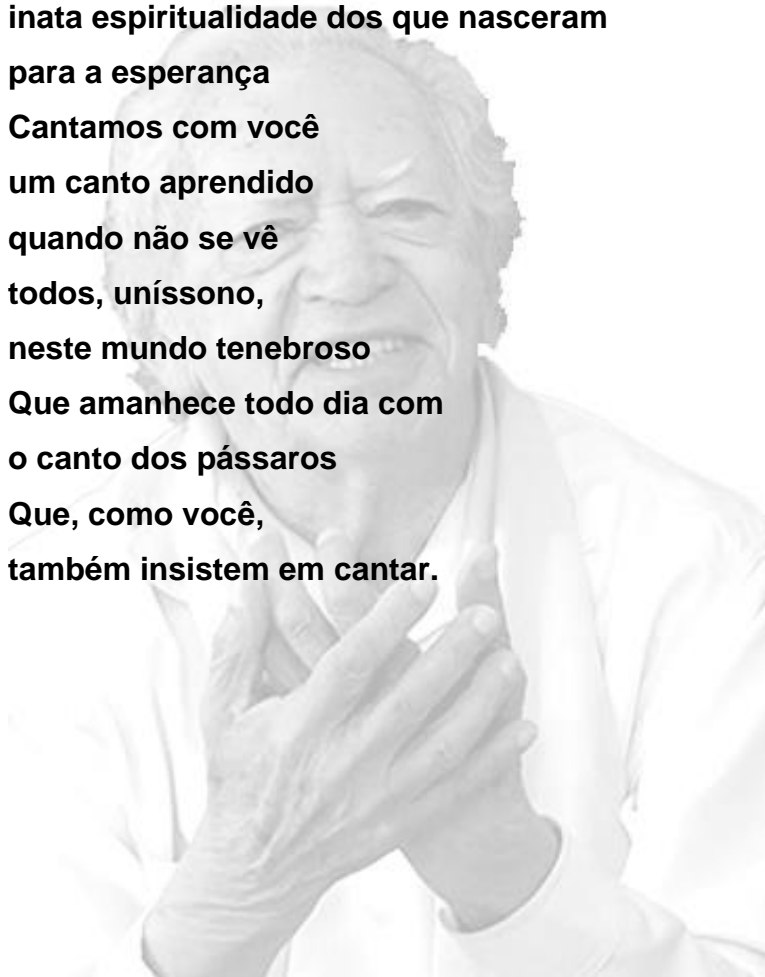 inata espiritualidade dos que nasceram
para a esperança
Cantamos com você
um canto aprendido
quando não se vê
todos, uníssono,
neste mundo tenebroso
Que amanhece todo dia com
o canto dos pássaros
Que, como você,
também insistem em cantar.